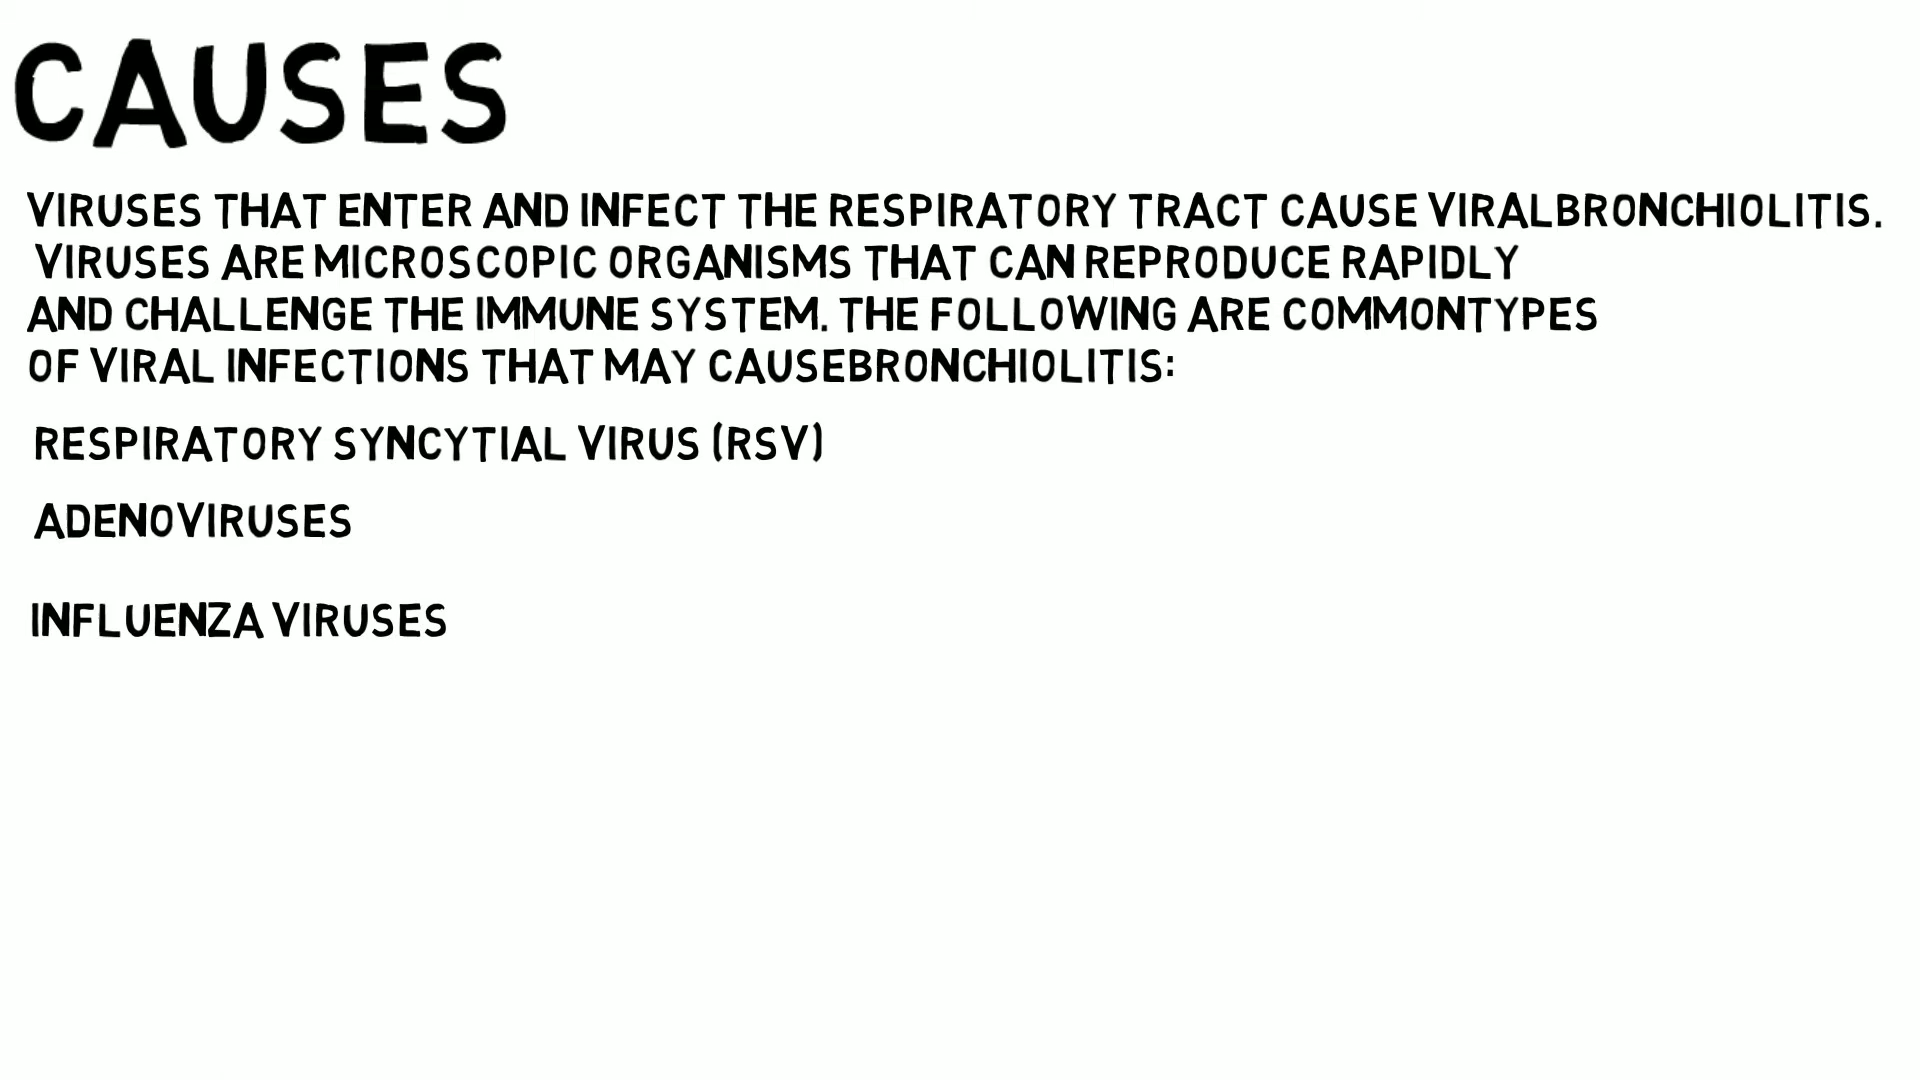 CAUSES
VIRUSES THAT ENTER AND INFECT THE RESPIRATORY TRACT CAUSE VIRALBRONCHIOLITIS.
VIRUSES ARE MICROSCOPIC ORGANISMS THAT CAN REPRODUCE RAPIDLY
AND CHALLENGE THE IMMUNE SYSTEM. THE FOLLOWING ARE COMMONTYPES
OF VIRAL INFECTIONS THAT MAY CAUSEBRONCHIOLITIS:
RESPIRATORY SYNCYTIAL VIRUS (RSV)
ADENOVIRUSES
INFLUENZA VIRUSES